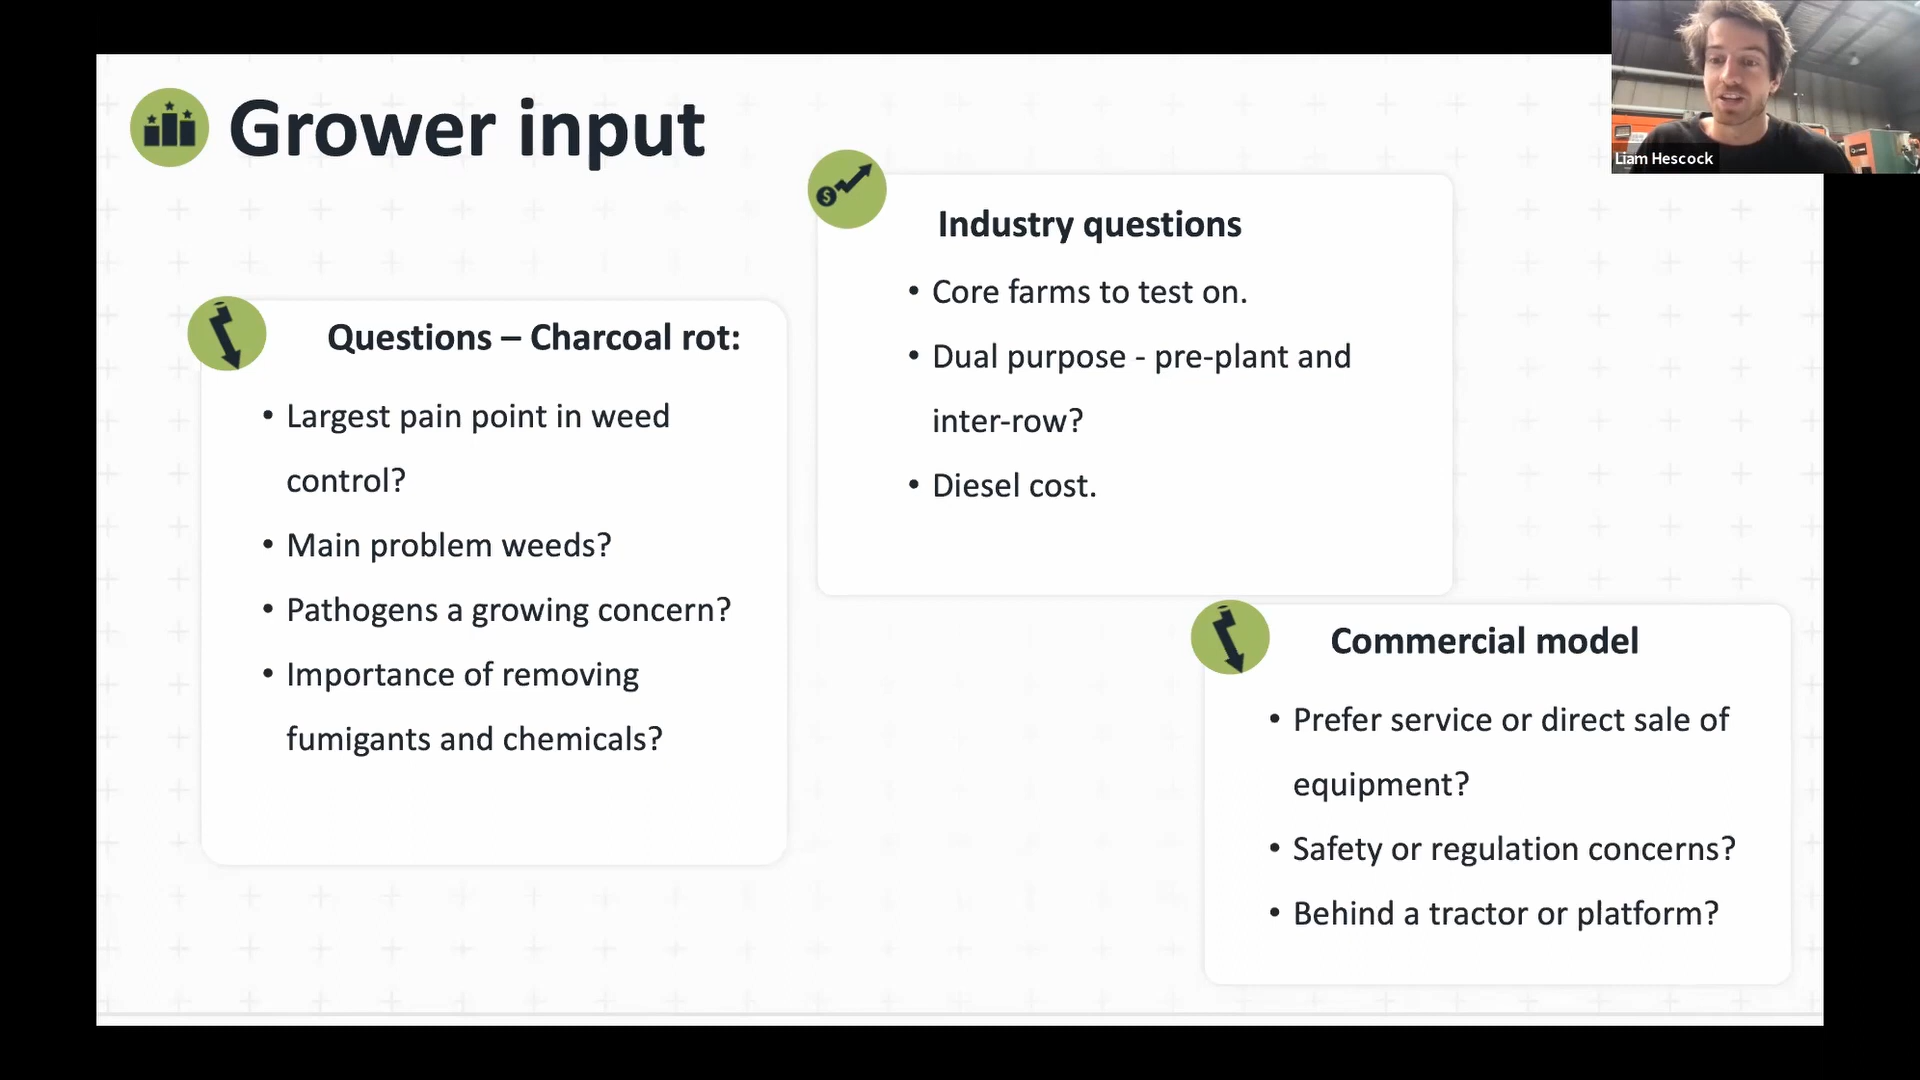 Grower input
Liam Hescock
Questions – Charcoal rot:
• Largest pain point in weed
control?
• Main problem weeds?
• Pathogens a growing concern?
• Importance of removing
fumigants and chemicals?
Industry questions
• Core farms to test on.
• Dual purpose - pre-plant and
inter-row?
• Diesel cost.
Commercial model
• Prefer service or direct sale of
equipment?
• Safety or regulation concerns?
• Behind a tractor or platform?